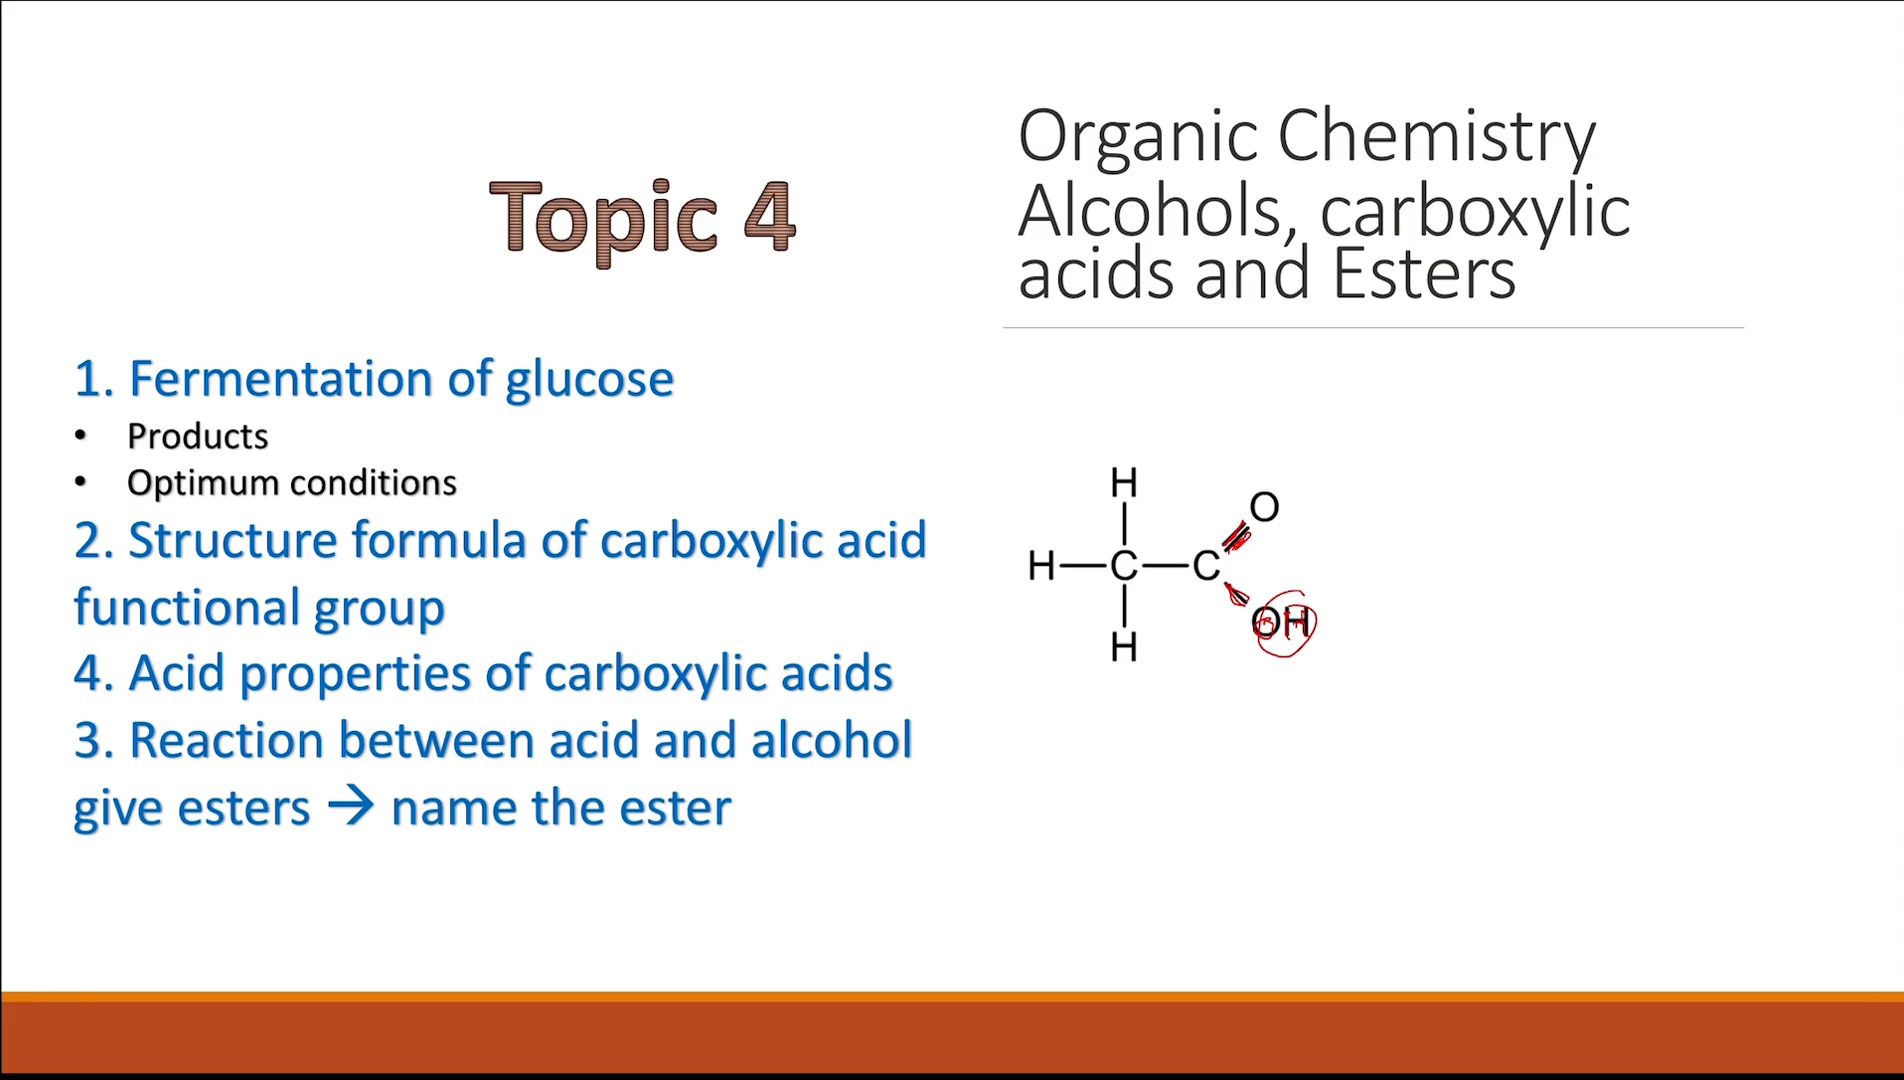 Topic 4
Organic Chemistry
Alcohols, carboxylic
acids and Esters
1. Fermentation of glucose
• Products
• Optimum conditions
2. Structure formula of carboxylic acid
functional group
4. Acid properties of carboxylic acids
3. Reaction between acid and alcohol
give esters → name the ester
H
O
H—C—C
OH
H